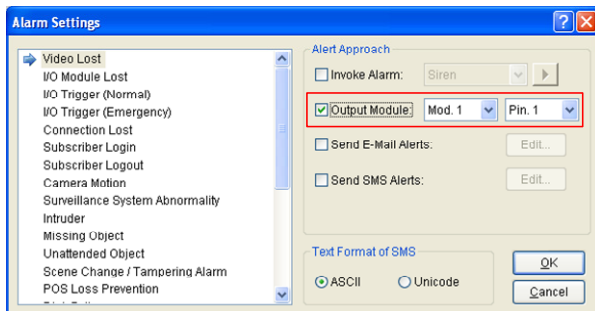 Alarm Settings
Video Lost
I/O Module Lost
I/O Trigger (Normal)
I/O Trigger (Emergency)
Connection Lost
Subscriber Login
Subscriber Logout
Camera Motion
Surveillance System Abnormality
Intruder
Missing Object
Unattended Object
Scene Change / Tampering Alarm
POS Loss Prevention
Alert Approach
Invoke Alarm: Siren
Output Module: Mod. 1 Pin. 1
Send E-Mail Alerts: Edit...
Send SMS Alerts: Edit...
Text Format of SMS
ASCII Unicode
OK
Cancel